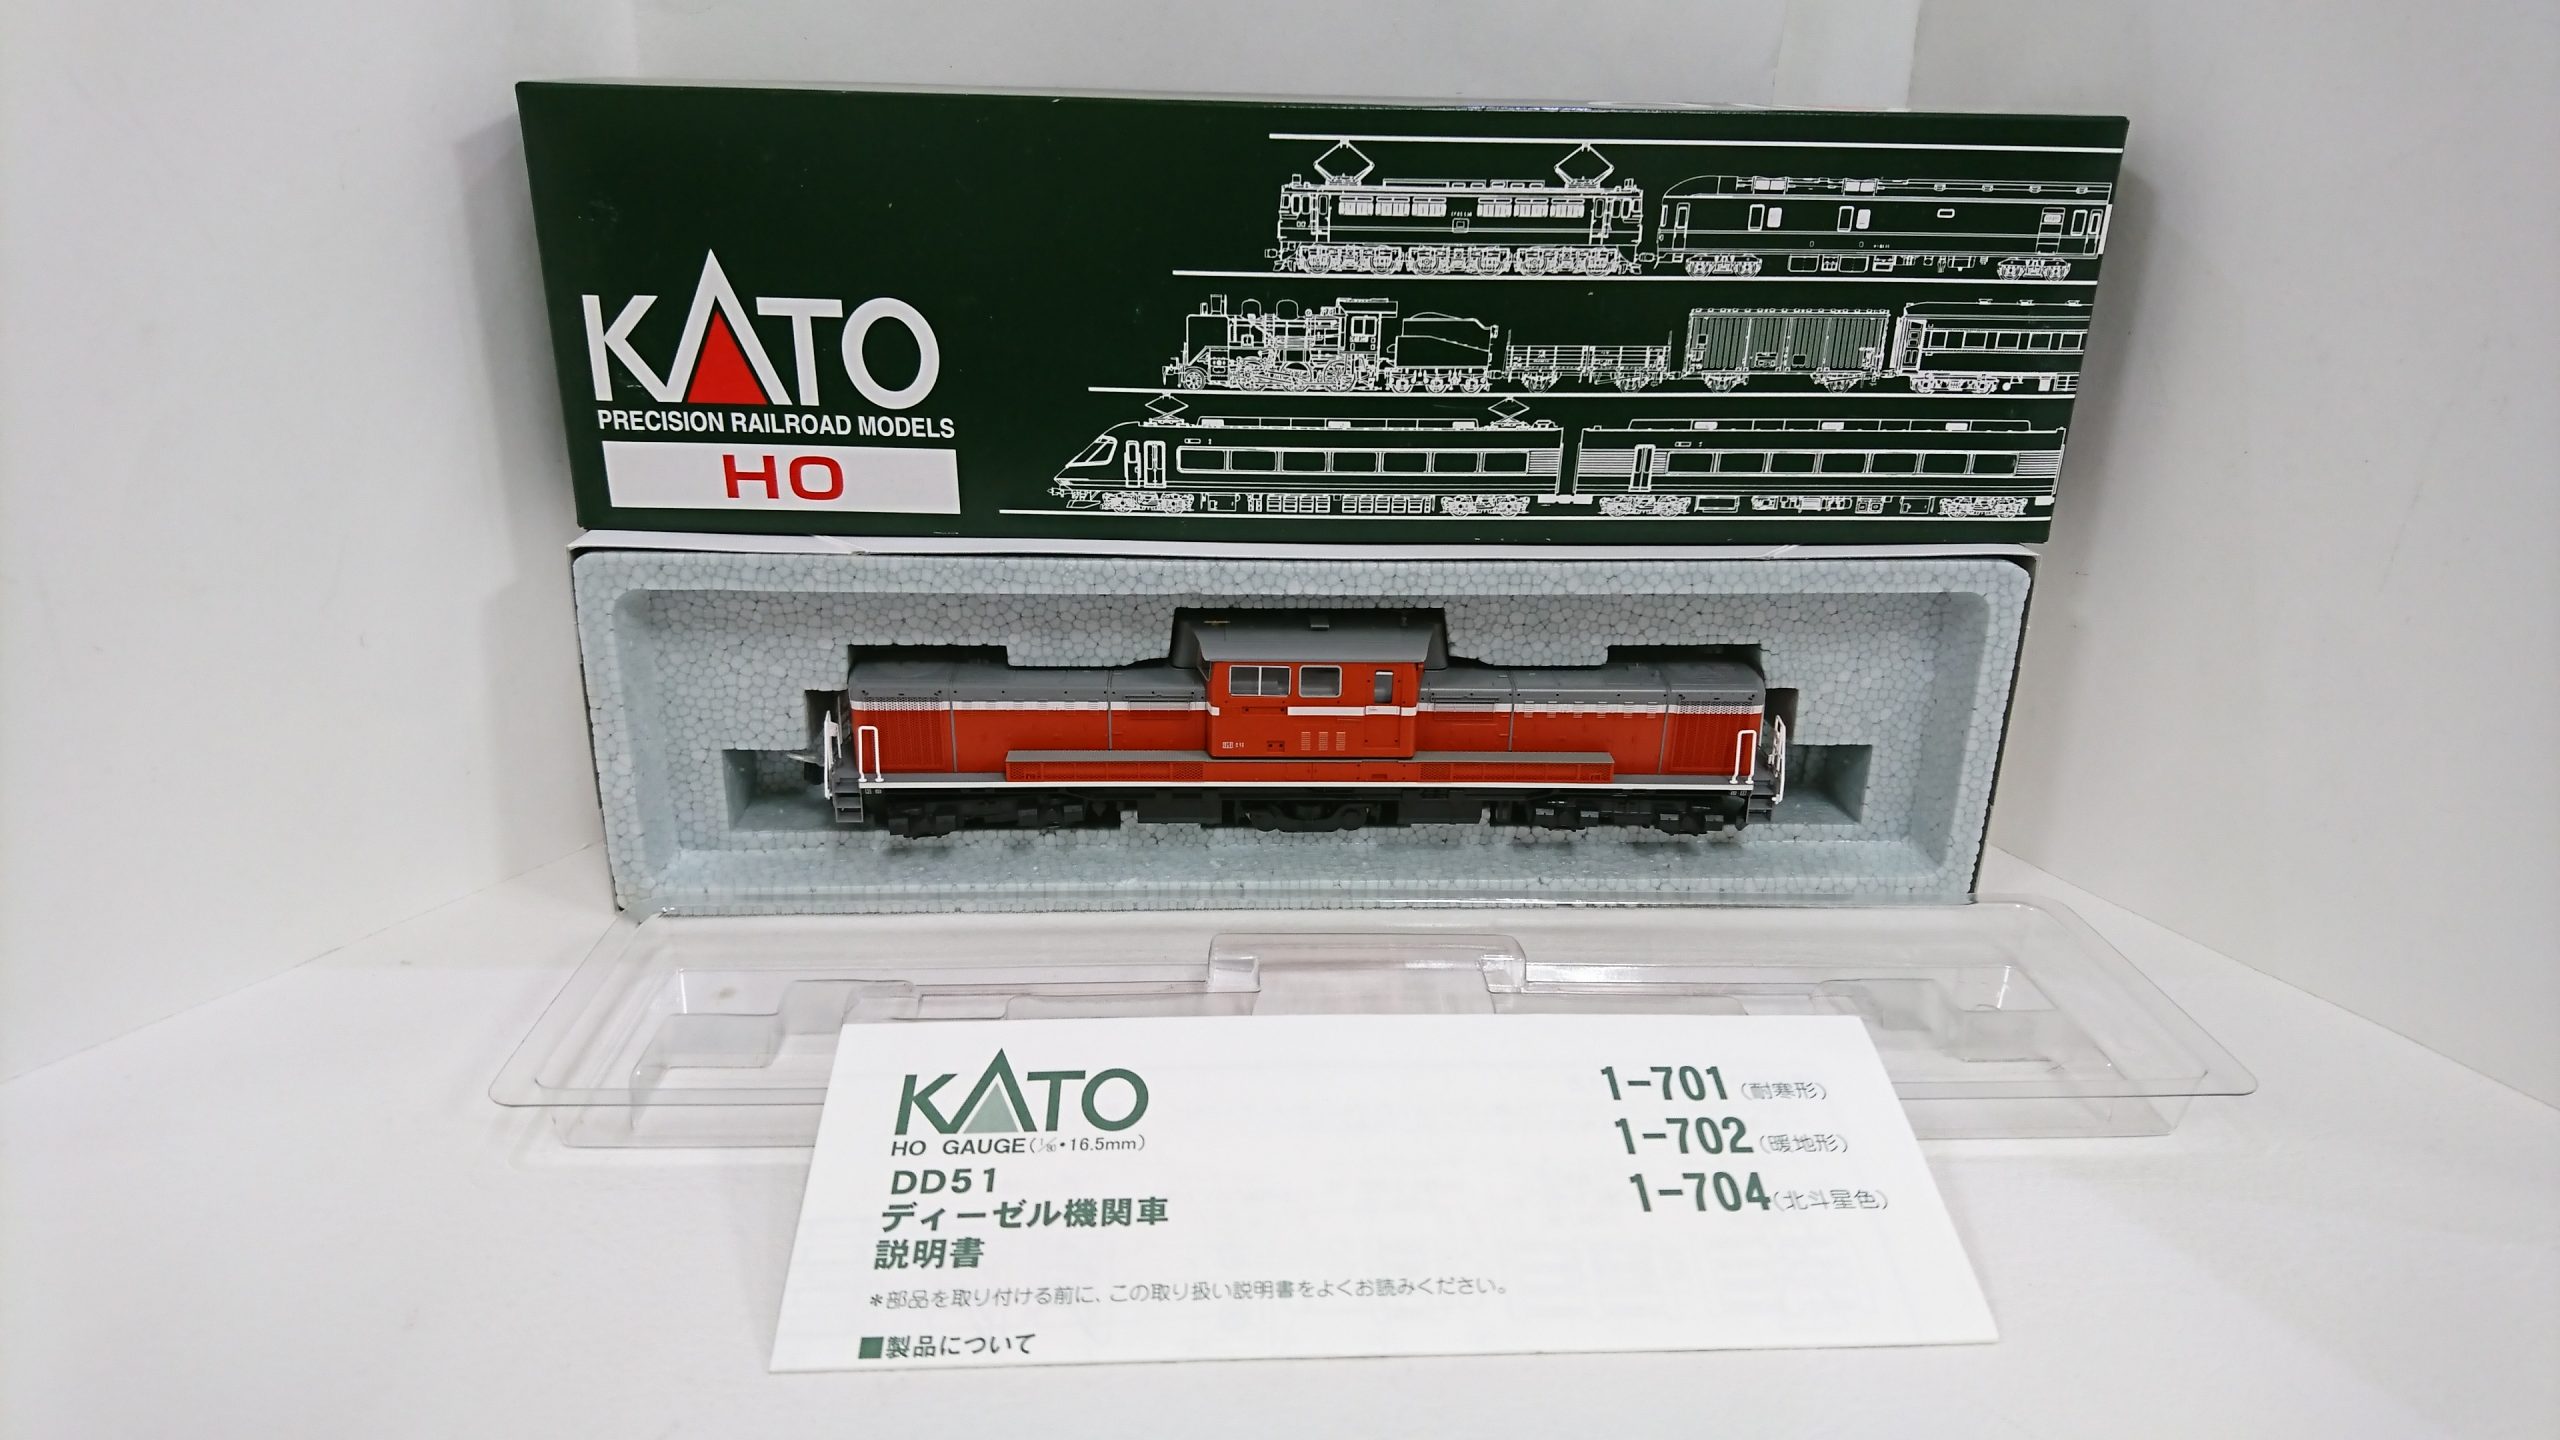 KATO
PRECISION RAILROAD MODELS
HO
KATO
HO GAUGE(1/80・16.5mm)
DD51
ディーゼル機関車
説明書
1-701(耐寒形)
1-702(暖地形)
1-704(北斗星色)
*部品を取り付ける前に、この取り扱い説明書をよくお読みください。
■製品について